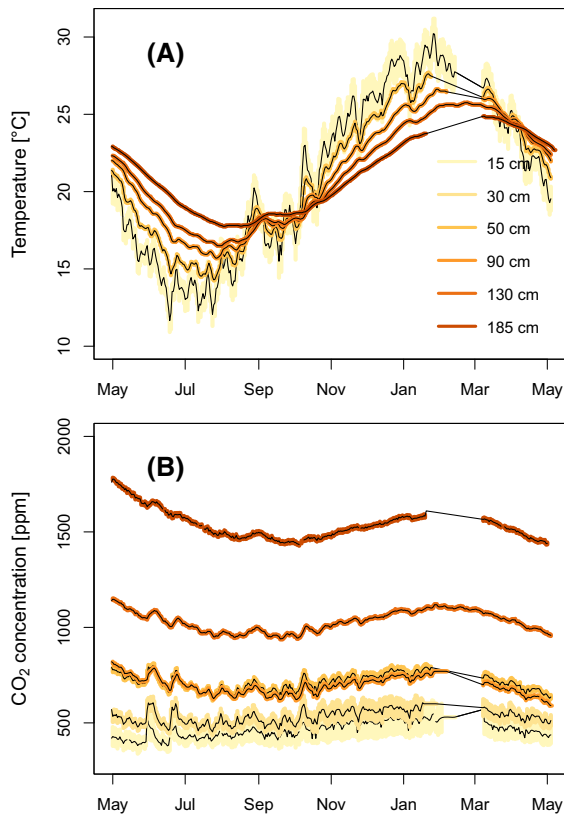 (A)
Temperature [°C]
30
25
20
15
10
15 cm
30 cm
50 cm
90 cm
130 cm
185 cm
May Jul Sep Nov Jan Mar May
(B)
CO₂ concentration [ppm]
2000
1500
1000
500
May Jul Sep Nov Jan Mar May